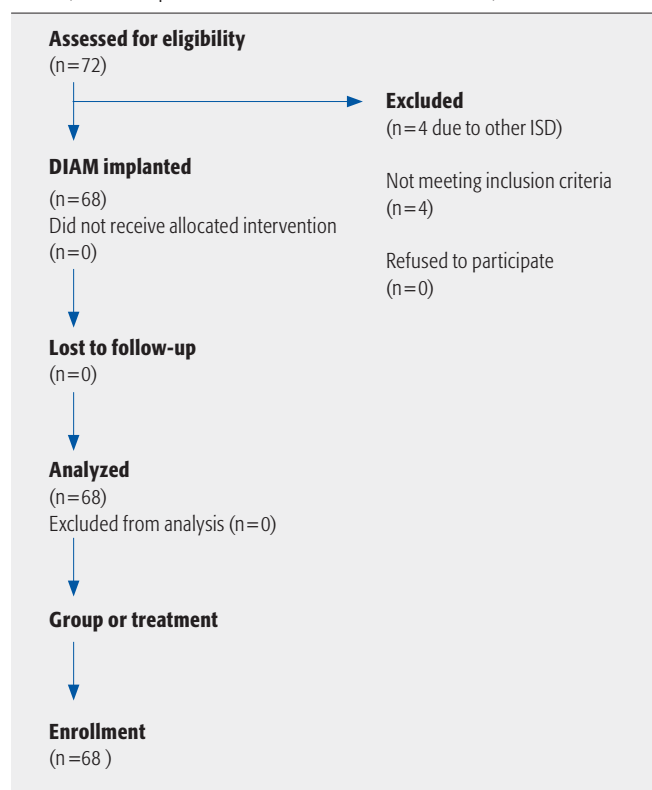 Assessed for eligibility
(n=72)
Excluded
(n=4 due to other ISD)
Not meeting inclusion criteria
(n=4)
Refused to participate
(n=0)
DIAM implanted
(n=68)
Did not receive allocated intervention
(n=0)
Lost to follow-up
(n=0)
Analyzed
(n=68)
Excluded from analysis (n=0)
Group or treatment
Enrollment
(n=68 )